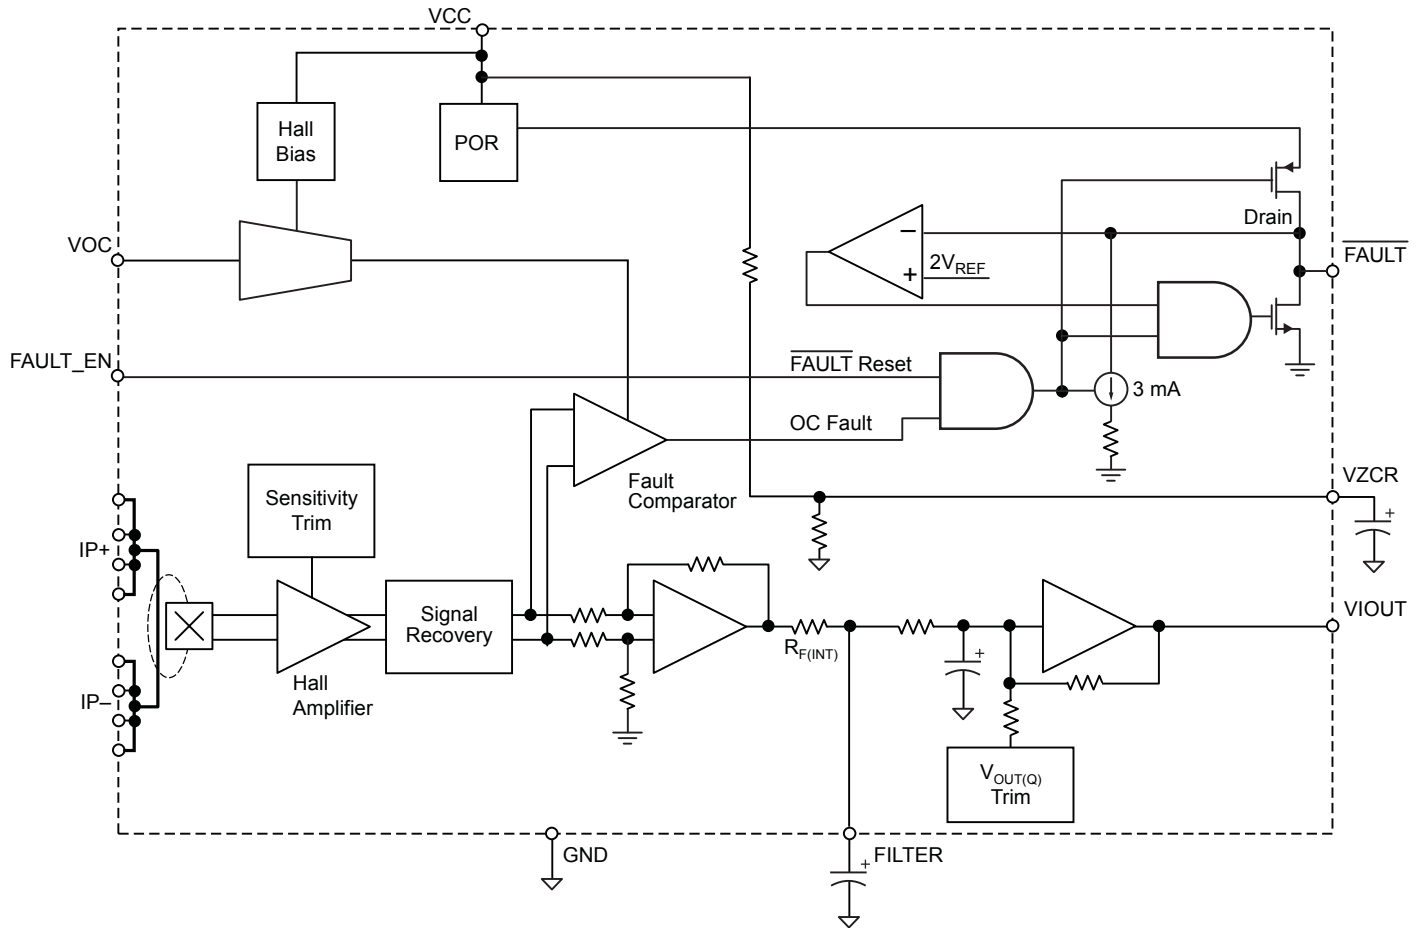 VCC
Hall
Bias
POR
Drain
VOC
−
+
2VREF
FAULT
FAULT_EN
FAULT Reset
3 mA
OC Fault
Fault
Comparator
VZCR
+
Sensitivity
Trim
IP+
Signal
Recovery
VIOUT
RF(INT)
+
Hall
Amplifier
IP–
VOUT(Q)
Trim
GND
FILTER
+